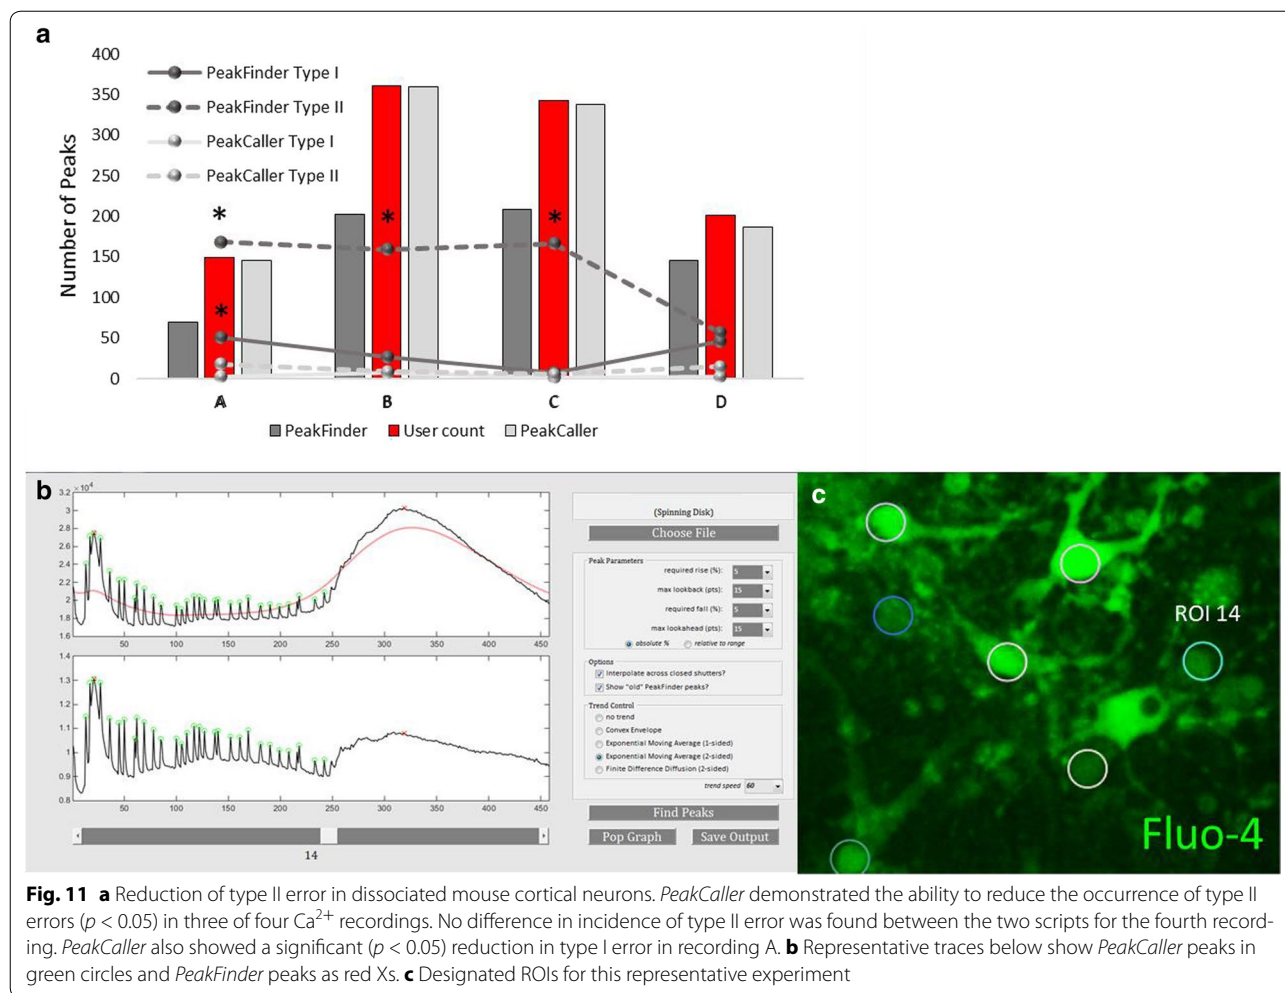 a
400
350
300
250
200
150
100
50
0
Number of Peaks
PeakFinder Type I
PeakFinder Type II
PeakCaller Type I
PeakCaller Type II
*
*
*
*
A B C D
PeakFinder User count PeakCaller
b
×10⁴
3.2
3
2.8
2.6
2.4
2.2
2
1.8
1.6
50 100 150 200 250 300 350 400 450
1.4
1.3
1.2
1.1
1.0
0.9
0.8
50 100 150 200 250 300 350 400 450
14
(Spinning Disk)
Choose File
Peak Parameters
required rise (%): 5
max lookback (pts): 15
required fall (%): 5
max lookahead (pts): 15
absolute % relative to range
Options
Interpolate across closed shutters?
Show "old" PeakFinder peaks?
Trend Control
no trend
Convex Envelope
Exponential Moving Average (1-sided)
Exponential Moving Average (2-sided)
Finite Difference Diffusion (2-sided)
trend speed 60
Find Peaks
Pop Graph Save Output
c
ROI 14
Fluo-4
Fig. 11 a Reduction of type II error in dissociated mouse cortical neurons. PeakCaller demonstrated the ability to reduce the occurrence of type II
errors (p < 0.05) in three of four Ca²⁺ recordings. No difference in incidence of type II error was found between the two scripts for the fourth record-
ing. PeakCaller also showed a significant (p < 0.05) reduction in type I error in recording A. b Representative traces below show PeakCaller peaks in
green circles and PeakFinder peaks as red Xs. c Designated ROIs for this representative experiment